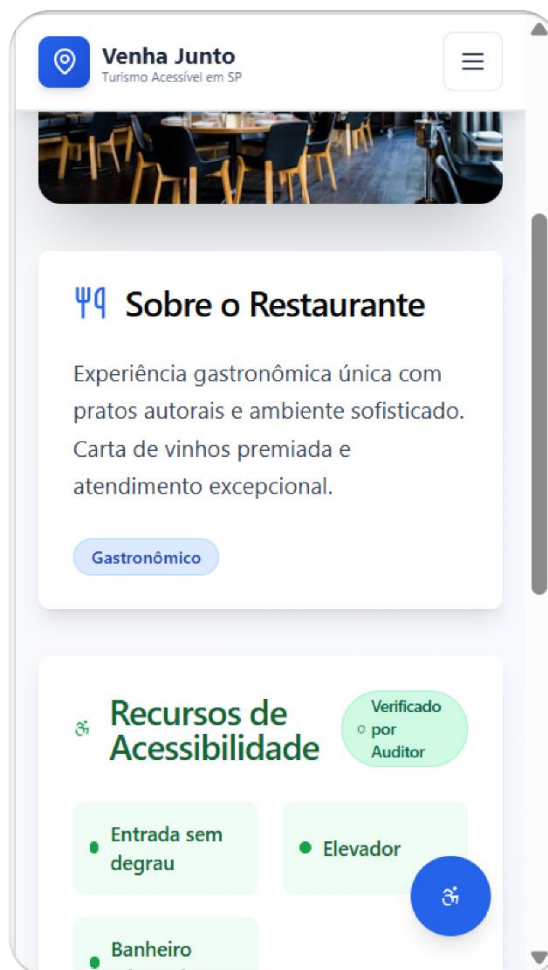 Venha Junto
Turismo Acessível em SP
Sobre o Restaurante
Experiência gastronômica única com
pratos autorais e ambiente sofisticado.
Carta de vinhos premiada e
atendimento excepcional.
Gastronômico
Recursos de
Acessibilidade
Verificado
por
Auditor
Entrada sem
degrau
Elevador
Banheiro